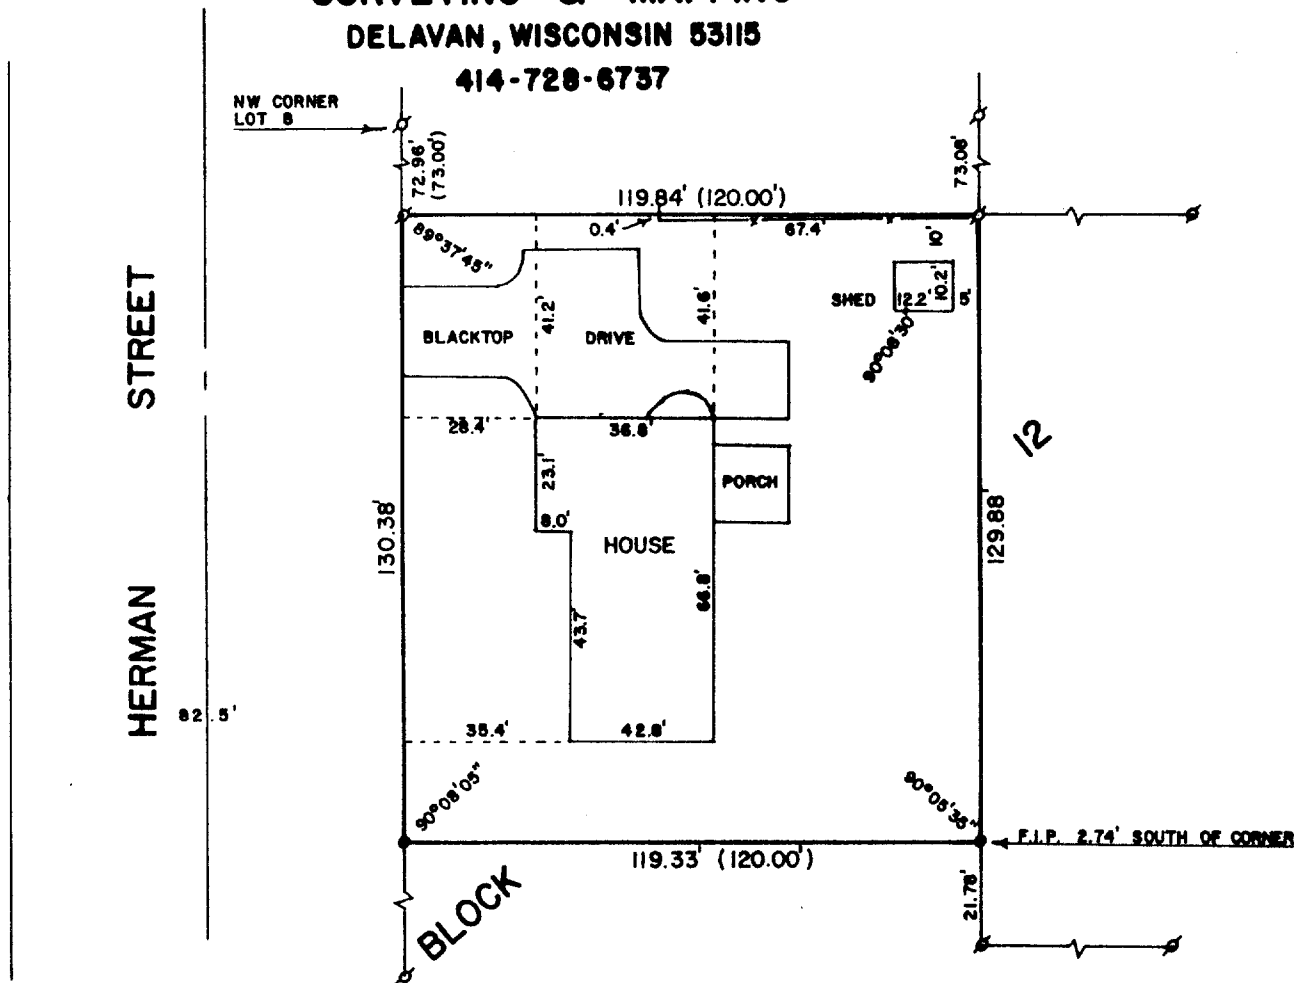 DELAVAN, WISCONSIN 53115
414-728-6737
NW CORNER
LOT 8
72.96'
(73.00')
73.08'
119.84' (120.00')
0.4'
67.4'
89°37'45"
10'
SHED
12.2'
10.2'
90°08'30"
41.2'
41.6'
BLACKTOP
DRIVE
28.4'
36.8'
12
23.1'
PORCH
8.0'
HOUSE
130.38'
129.88'
66.8'
43.7'
HERMAN STREET
82.5'
35.4'
42.8'
90°08'05"
90°05'35"
F.I.P. 2.74' SOUTH OF CORNER
119.33' (120.00')
21.78'
BLOCK